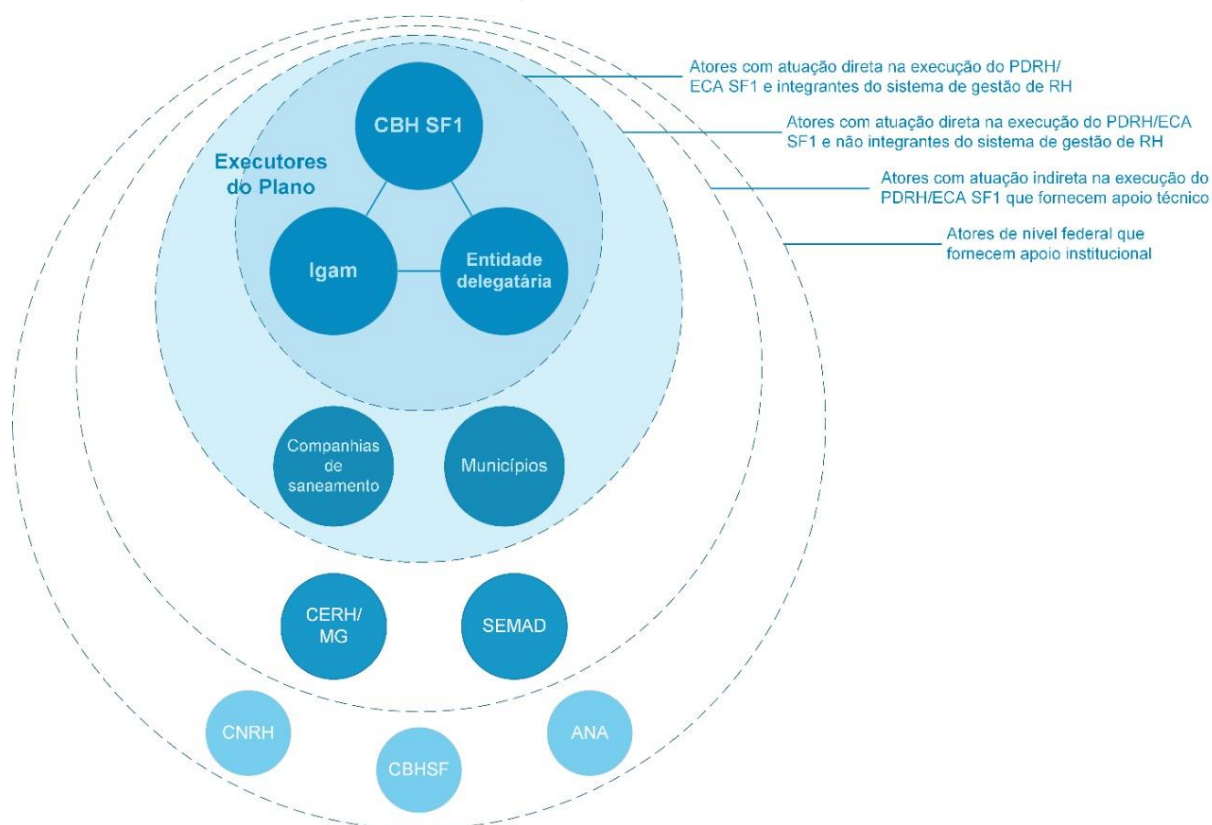 Atores com atuação direta na execução do PDRH/
ECA SF1 e integrantes do sistema de gestão de RH
Atores com atuação direta na execução do PDRH/ECA
SF1 e não integrantes do sistema de gestão de RH
Atores com atuação indireta na execução do
PDRH/ECA SF1 que fornecem apoio técnico
Atores de nível federal que
fornecem apoio institucional
CBH SF1
Executores
do Plano
Igam
Entidade
delegatária
Companhias
de
saneamento
Municípios
CERH/
MG
SEMAD
CNRH
CBHSF
ANA